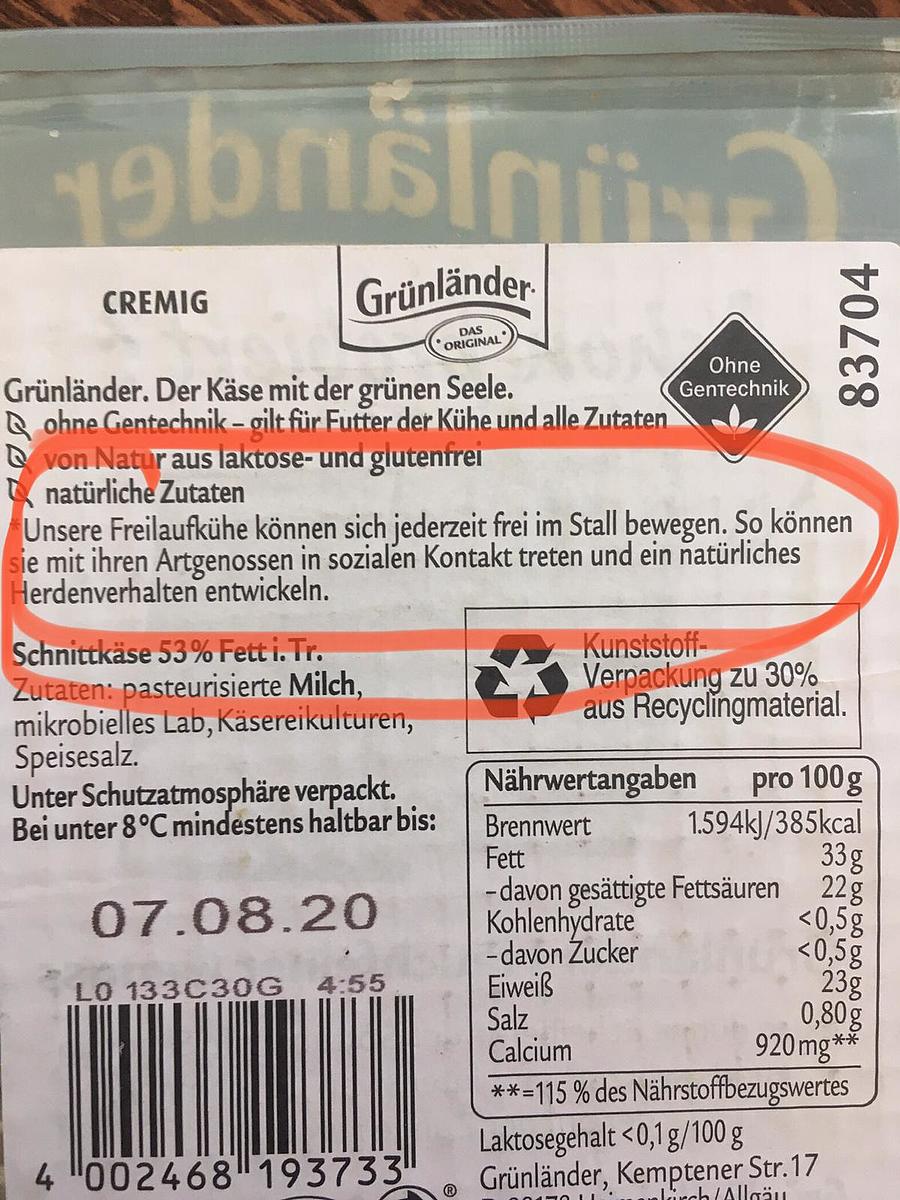 Grünländer
CREMIG
Grünländer
DAS
ORIGINAL
83704
Ohne
GenTechnik
Grünländer. Der Käse mit der grünen Seele.
ohne Gentechnik – gilt für Futter der Kühe und alle Zutaten
von Natur aus laktose- und glutenfrei
natürliche Zutaten
*Unsere Freilaufkühe können sich jederzeit frei im Stall bewegen. So können
sie mit ihren Artgenossen in sozialen Kontakt treten und ein natürliches
Herdenverhalten entwickeln.
Schnittkäse 53% Fett i. Tr.
Zutaten: pasteurisierte Milch,
mikrobielles Lab, Käsereikulturen,
Speisesalz.
Unter Schutzatmosphäre verpackt.
Bei unter 8°C mindestens haltbar bis:
07.08.20
L0 133C30G 4:55
4 002468 193733
Kunststoff-
Verpackung zu 30%
aus Recyclingmaterial.
Nährwertangaben pro 100g
Brennwert 1.594kJ/385kcal
Fett 33g
-davon gesättigte Fettsäuren 22g
Kohlenhydrate <0,5g
-davon Zucker <0,5g
Eiweiß 23g
Salz 0,80g
Calcium 920mg**
**=115 % des Nährstoffbezugswertes
Laktosegehalt <0,1g/100 g
Grünländer, Kemptener Str.17
®